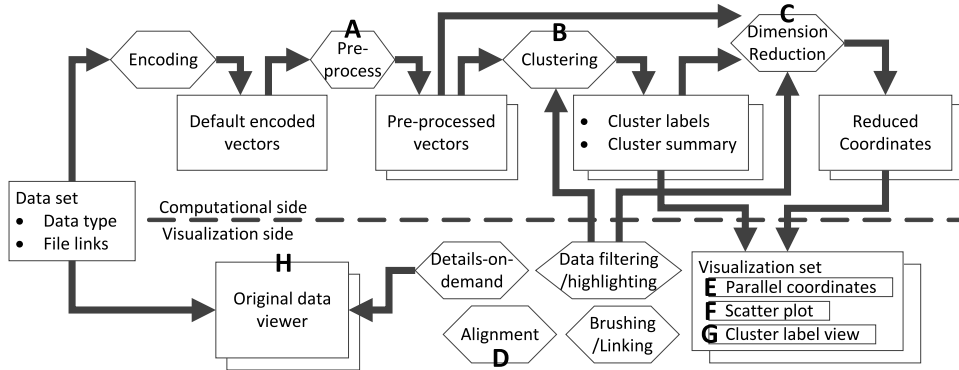 A
Pre-
process
B
Clustering
C
Dimension
Reduction
Encoding
Default encoded
vectors
Pre-processed
vectors
• Cluster labels
• Cluster summary
Reduced
Coordinates
Data set
• Data type
• File links
Computational side
Visualization side
H
Original data
viewer
Details-on-
demand
Data filtering
/highlighting
Alignment
D
Brushing
/Linking
Visualization set
E Parallel coordinates
F Scatter plot
G Cluster label view